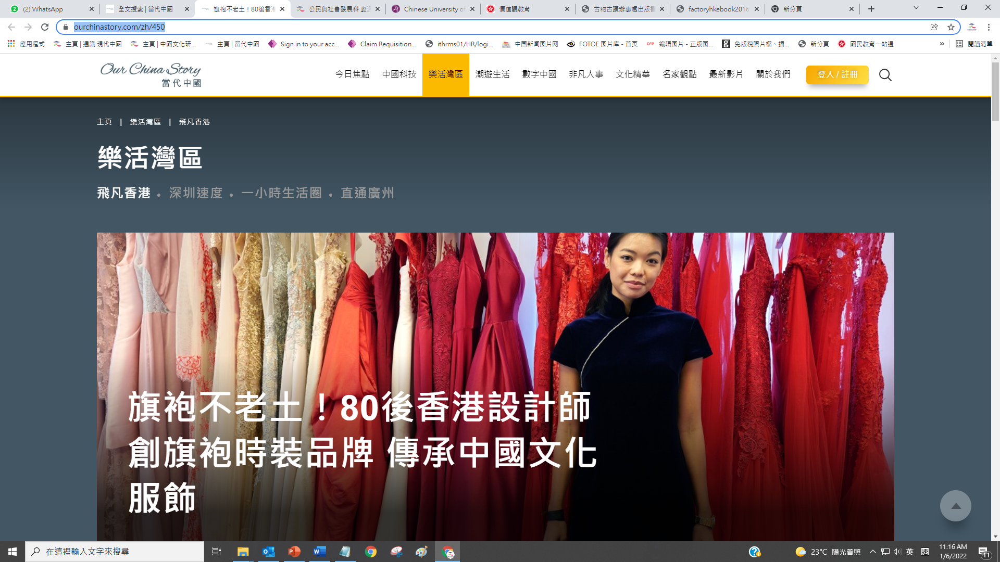 (2) WhatsApp
全文搜索 | 當代中國
旗袍不老土！80後香港
公民與社會發展科 資源
Chinese University of
價值觀教育
古物古蹟辦事處出版書
factoryhkebook2016
新分頁
ourchinastory.com/zh/450
應用程式
主頁 | 通識·現代中國
主頁 | 中國文化研...
主頁 | 當代中國
Sign in to your acc...
Claim Requisition...
ithrms01/HR/logi...
中国新闻图片网
FOTOE 图片库 - 首页
编辑图片 - 正版图...
免版稅照片檔、插...
新分頁
國民教育一站通
»
閱讀清單
Our China Story
當代中國
今日焦點
中國科技
樂活灣區
潮遊生活
數字中國
非凡人事
文化精華
名家觀點
最新影片
關於我們
登入 / 註冊
主頁 | 樂活灣區 | 飛凡香港
樂活灣區
飛凡香港 • 深圳速度 • 一小時生活圈 • 直通廣州
旗袍不老土！80後香港設計師
創旗袍時裝品牌 傳承中國文化
服飾
在這裡輸入文字來搜尋
23°C 陽光普照
英
速
11:16 AM
1/6/2022
11